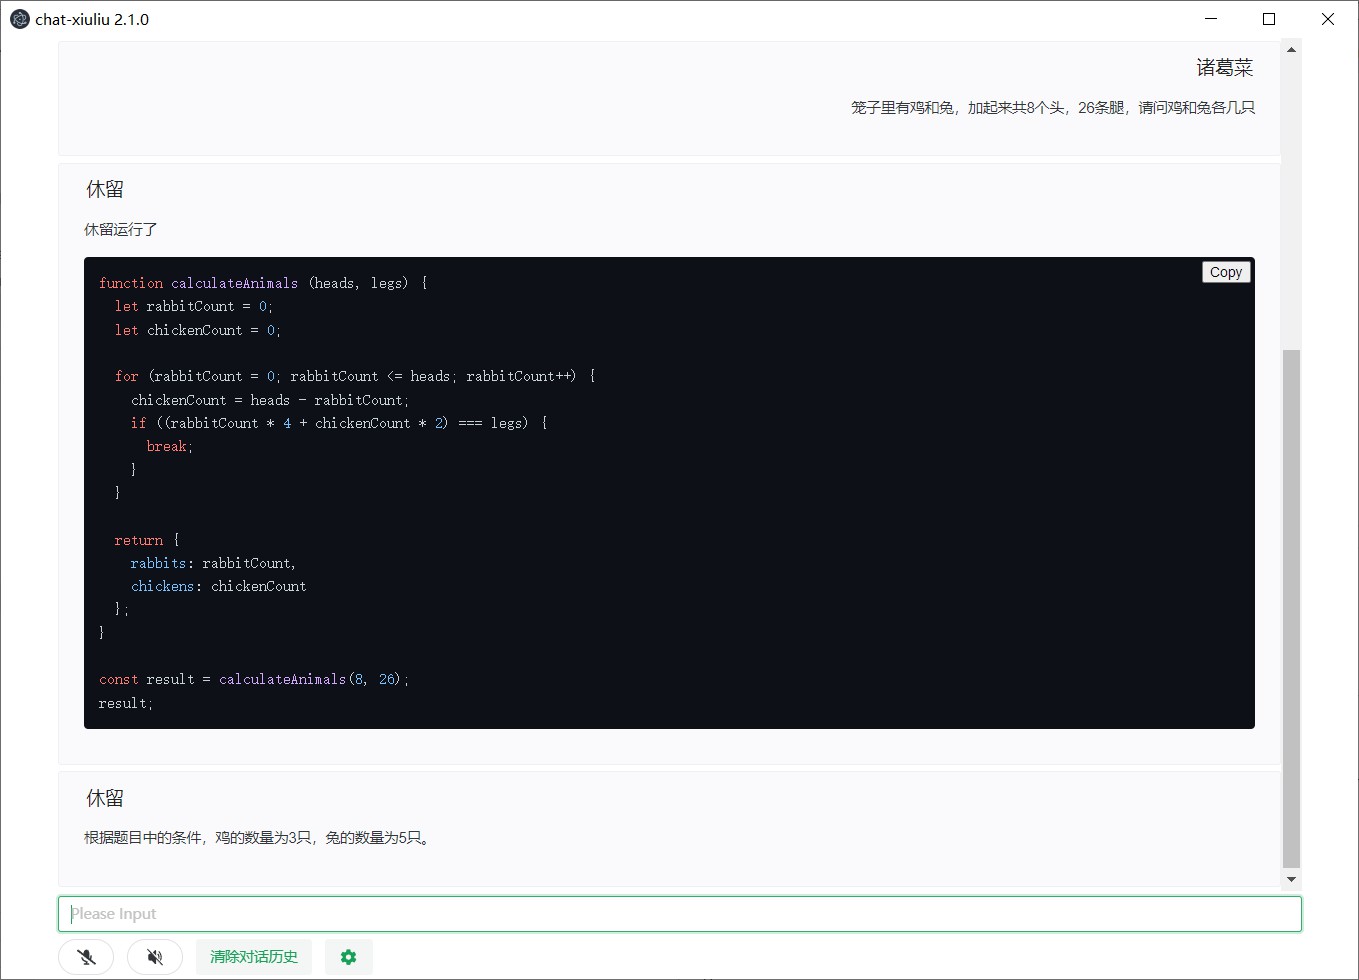 chat-xiuliu 2.1.0
诸葛菜
笼子里有鸡和兔，加起来共8个头，26条腿，请问鸡和兔各几只
休留
休留运行了
Copy
function calculateAnimals (heads, legs) {
  let rabbitCount = 0;
  let chickenCount = 0;

  for (rabbitCount = 0; rabbitCount <= heads; rabbitCount++) {
    chickenCount = heads - rabbitCount;
    if ((rabbitCount * 4 + chickenCount * 2) === legs) {
      break;
    }
  }

  return {
    rabbits: rabbitCount,
    chickens: chickenCount
  };
}

const result = calculateAnimals(8, 26);
result;
休留
根据题目中的条件，鸡的数量为3只，兔的数量为5只。
Please Input
清除对话历史